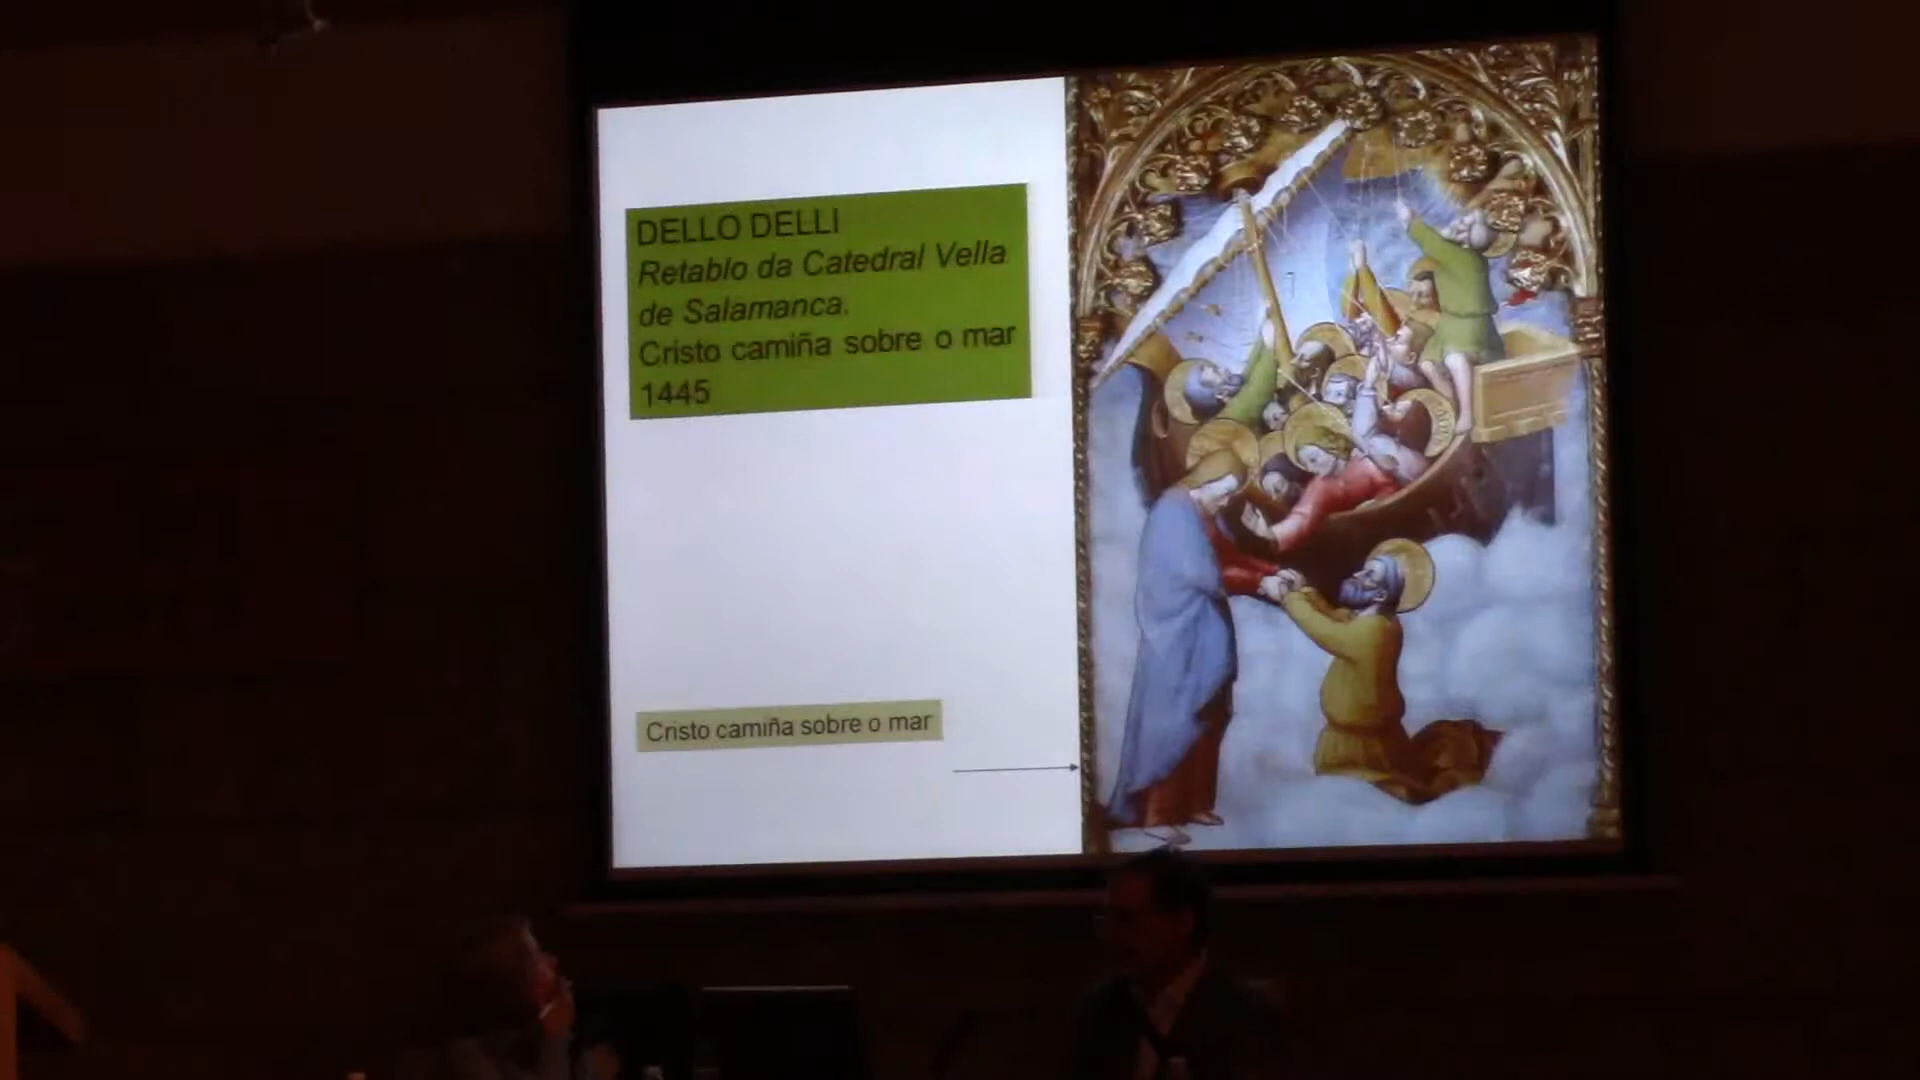 DELLO DELLI
Retablo da Catedral Vella
de Salamanca.
Cristo camiña sobre o mar
1445
Cristo camiña sobre o mar